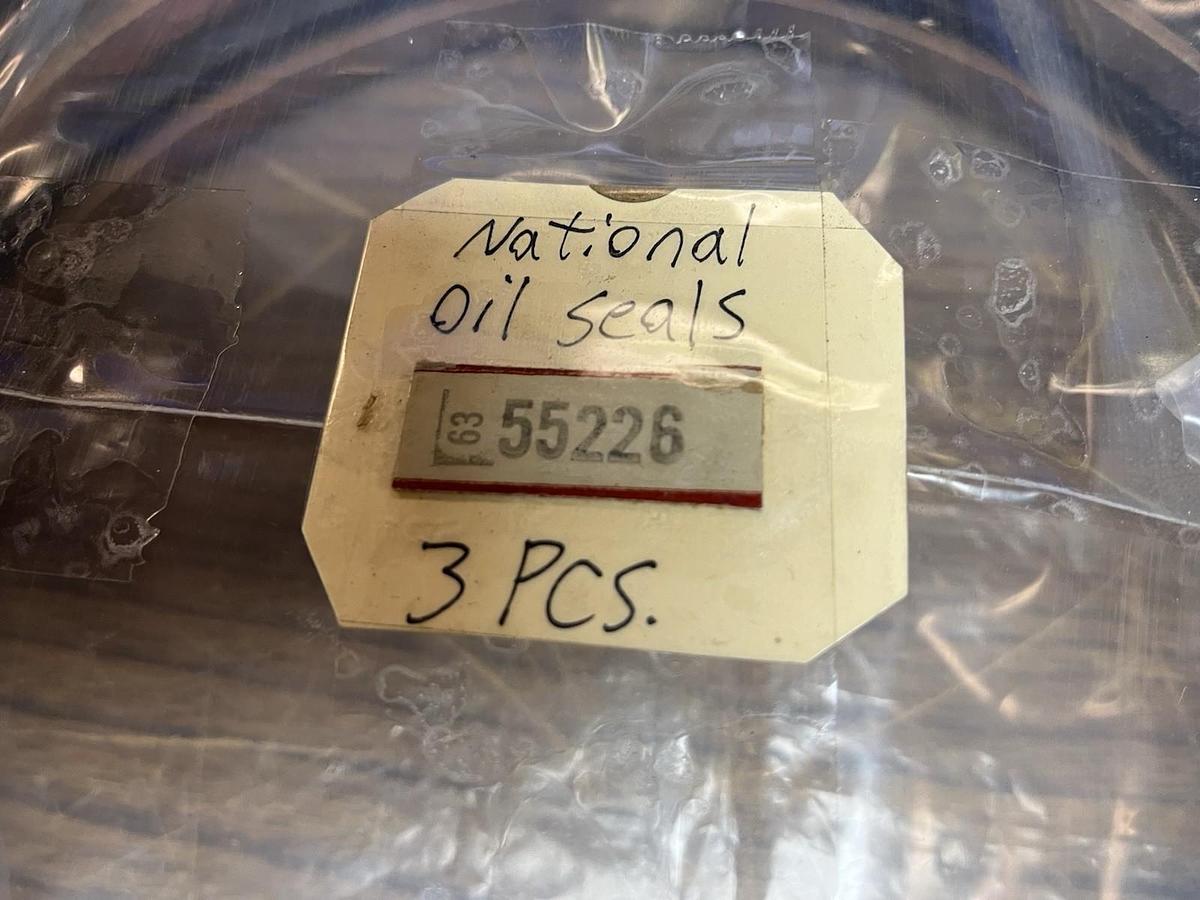 National
Oil seals
63 55226
3 PCS.